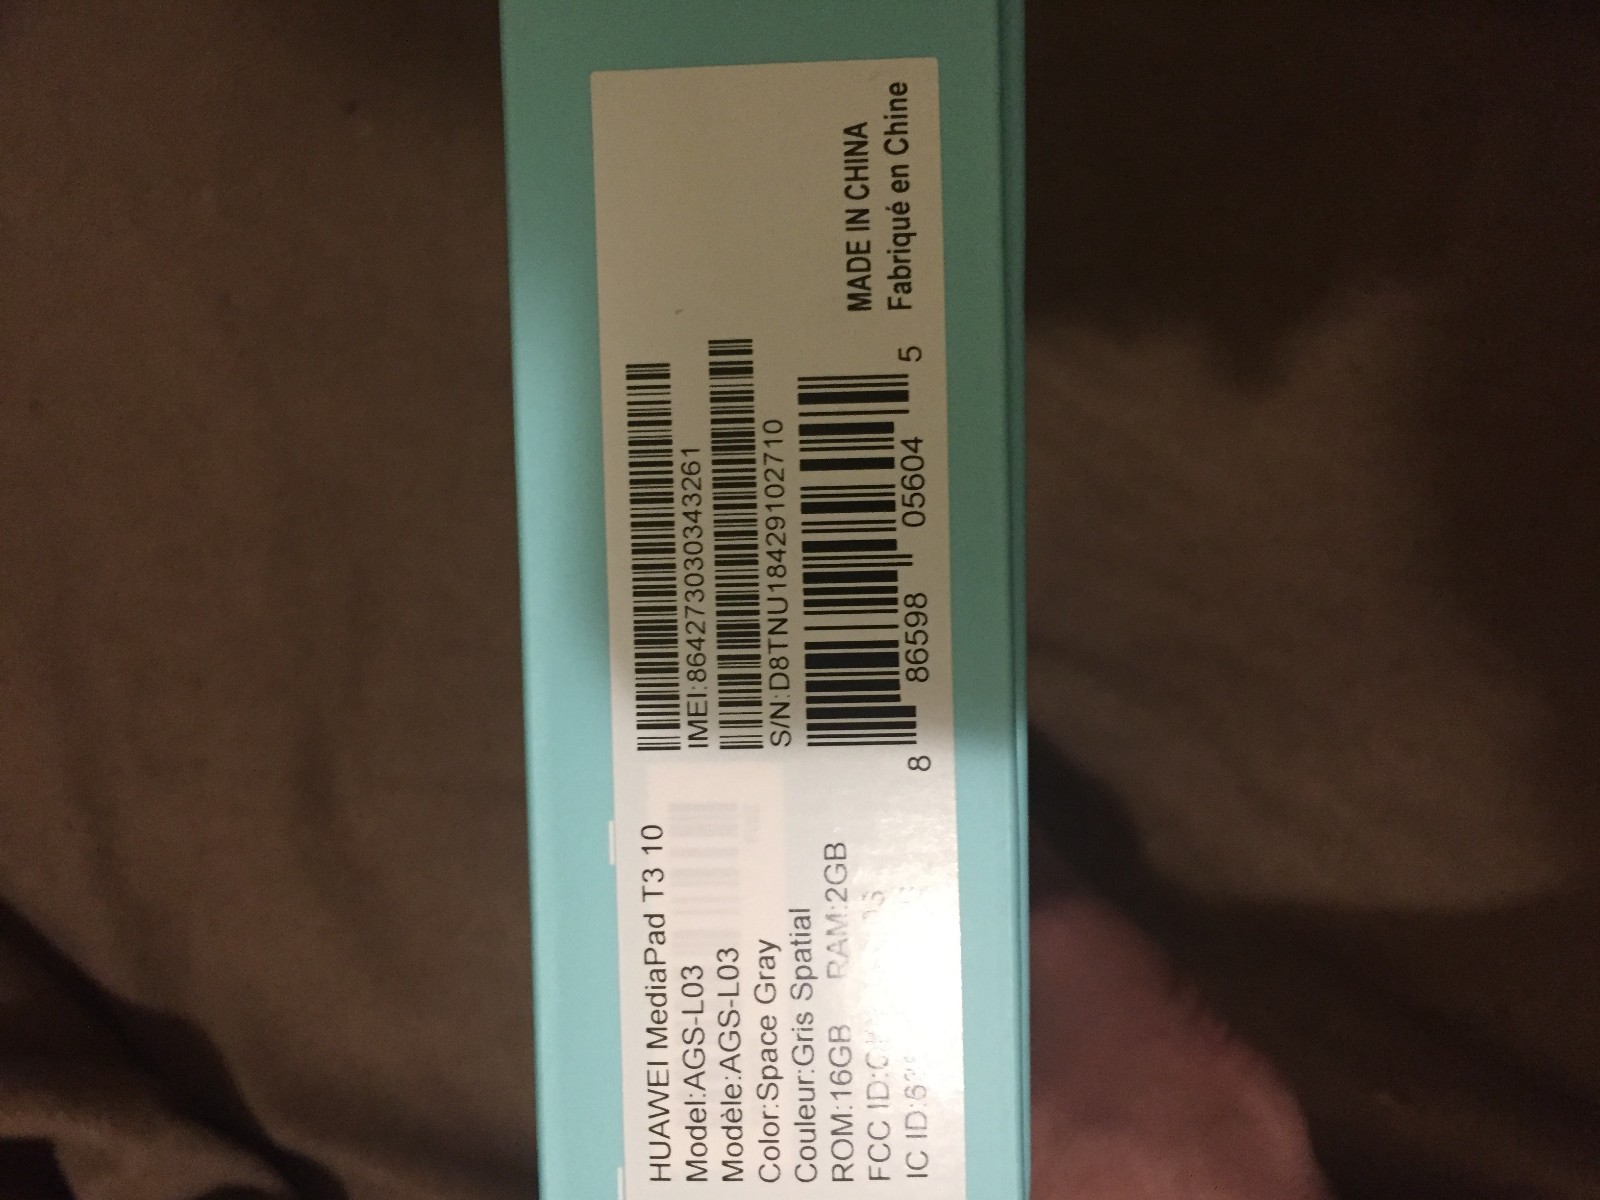 HUAWEI MediaPad T3 10
Model:AGS-L03
Modèle:AGS-L03
Color:Space Gray
Couleur:Gris Spatial
ROM:16GB RAM:2GB
FCC ID:
IC ID:
IMEI:864273030343261
S/N:D8TNU18429102710
8 86598 05604 5
MADE IN CHINA
Fabriqué en Chine